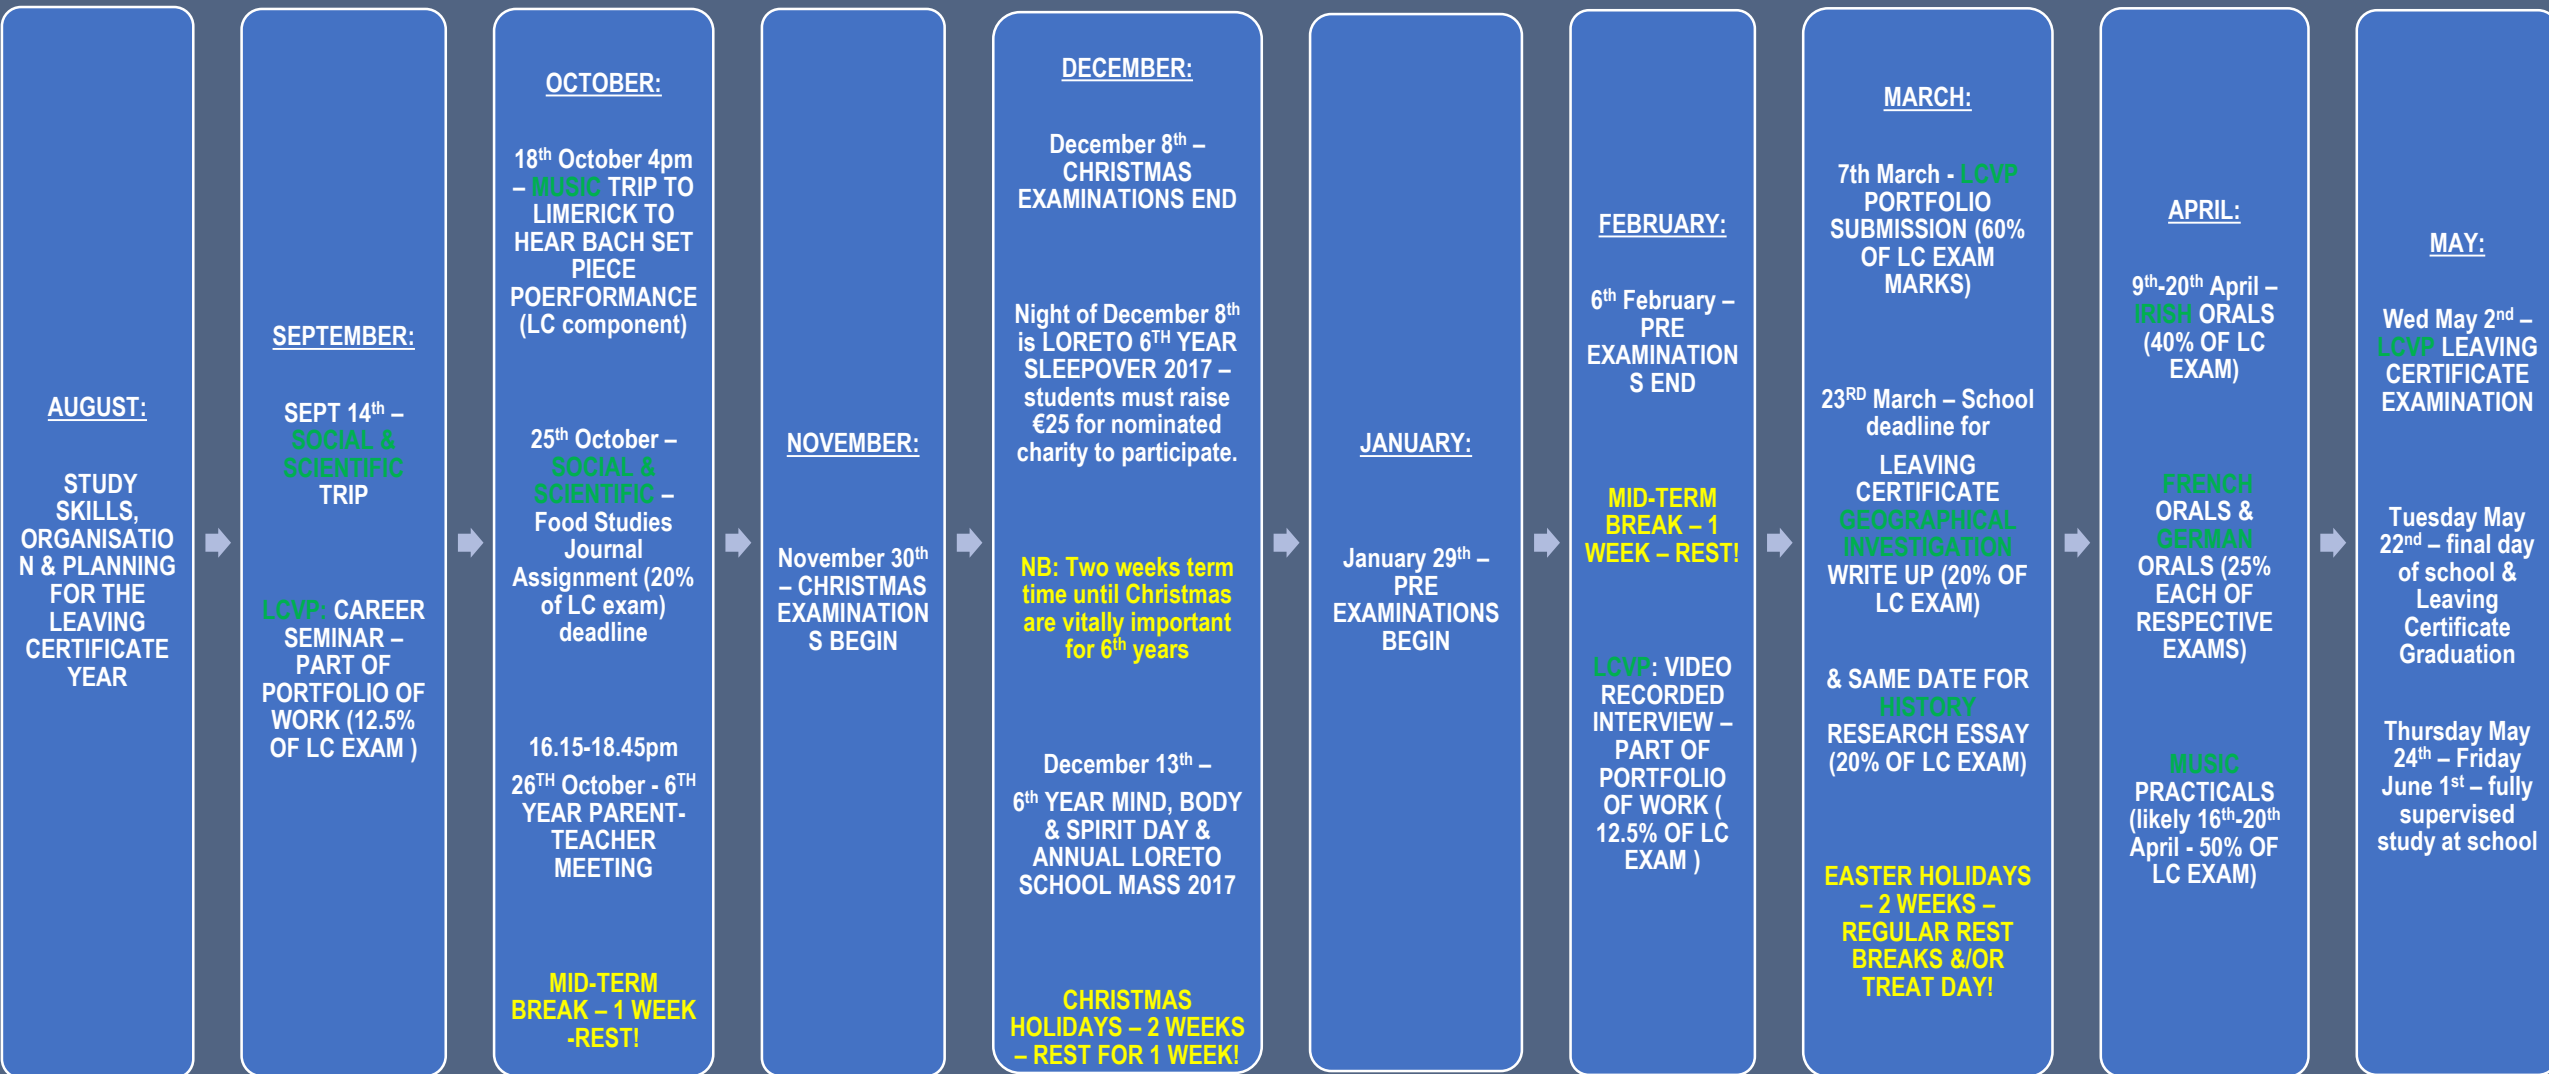 AUGUST:
STUDY
SKILLS,
ORGANISATIO
N & PLANNING
FOR THE
LEAVING
CERTIFICATE
YEAR
SEPTEMBER:
SEPT 14th –
SOCIAL &
SCIENTIFIC
TRIP
LCVP: CAREER
SEMINAR –
PART OF
PORTFOLIO OF
WORK (12.5%
OF LC EXAM )
OCTOBER:
18th October 4pm
– MUSIC TRIP TO
LIMERICK TO
HEAR BACH SET
PIECE
POERFORMANCE
(LC component)
25th October –
SOCIAL &
SCIENTIFIC –
Food Studies
Journal
Assignment (20%
of LC exam)
deadline
16.15-18.45pm
26TH October - 6TH
YEAR PARENT-
TEACHER
MEETING
MID-TERM
BREAK – 1 WEEK
-REST!
NOVEMBER:
November 30th
– CHRISTMAS
EXAMINATION
S BEGIN
DECEMBER:
December 8th –
CHRISTMAS
EXAMINATIONS END
Night of December 8th
is LORETO 6TH YEAR
SLEEPOVER 2017 –
students must raise
€25 for nominated
charity to participate.
NB: Two weeks term
time until Christmas
are vitally important
for 6th years
December 13th –
6th YEAR MIND, BODY
& SPIRIT DAY &
ANNUAL LORETO
SCHOOL MASS 2017
CHRISTMAS
HOLIDAYS – 2 WEEKS
– REST FOR 1 WEEK!
JANUARY:
January 29th –
PRE
EXAMINATIONS
BEGIN
FEBRUARY:
6th February –
PRE
EXAMINATION
S END
MID-TERM
BREAK – 1
WEEK – REST!
LCVP: VIDEO
RECORDED
INTERVIEW –
PART OF
PORTFOLIO
OF WORK (
12.5% OF LC
EXAM )
MARCH:
7th March - LCVP
PORTFOLIO
SUBMISSION (60%
OF LC EXAM
MARKS)
23RD March – School
deadline for
LEAVING
CERTIFICATE
GEOGRAPHICAL
INVESTIGATION
WRITE UP (20% OF
LC EXAM)
& SAME DATE FOR
HISTORY
RESEARCH ESSAY
(20% OF LC EXAM)
EASTER HOLIDAYS
– 2 WEEKS –
REGULAR REST
BREAKS &/OR
TREAT DAY!
APRIL:
9th-20th April –
IRISH ORALS
(40% OF LC
EXAM)
FRENCH
ORALS &
GERMAN
ORALS (25%
EACH OF
RESPECTIVE
EXAMS)
MUSIC
PRACTICALS
(likely 16th-20th
April - 50% OF
LC EXAM)
MAY:
Wed May 2nd –
LCVP LEAVING
CERTIFICATE
EXAMINATION
Tuesday May
22nd – final day
of school &
Leaving
Certificate
Graduation
Thursday May
24th – Friday
June 1st – fully
supervised
study at school